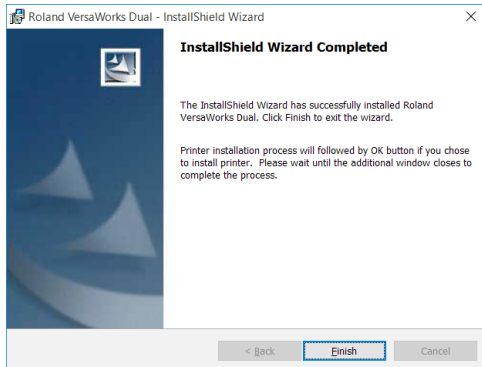 Roland VersaWorks Dual - InstallShield Wizard
InstallShield Wizard Completed
The InstallShield Wizard has successfully installed Roland
VersaWorks Dual. Click Finish to exit the wizard.
Printer installation process will followed by OK button if you chose
to install printer. Please wait until the additional window closes to
complete the process.
< Back Finish Cancel